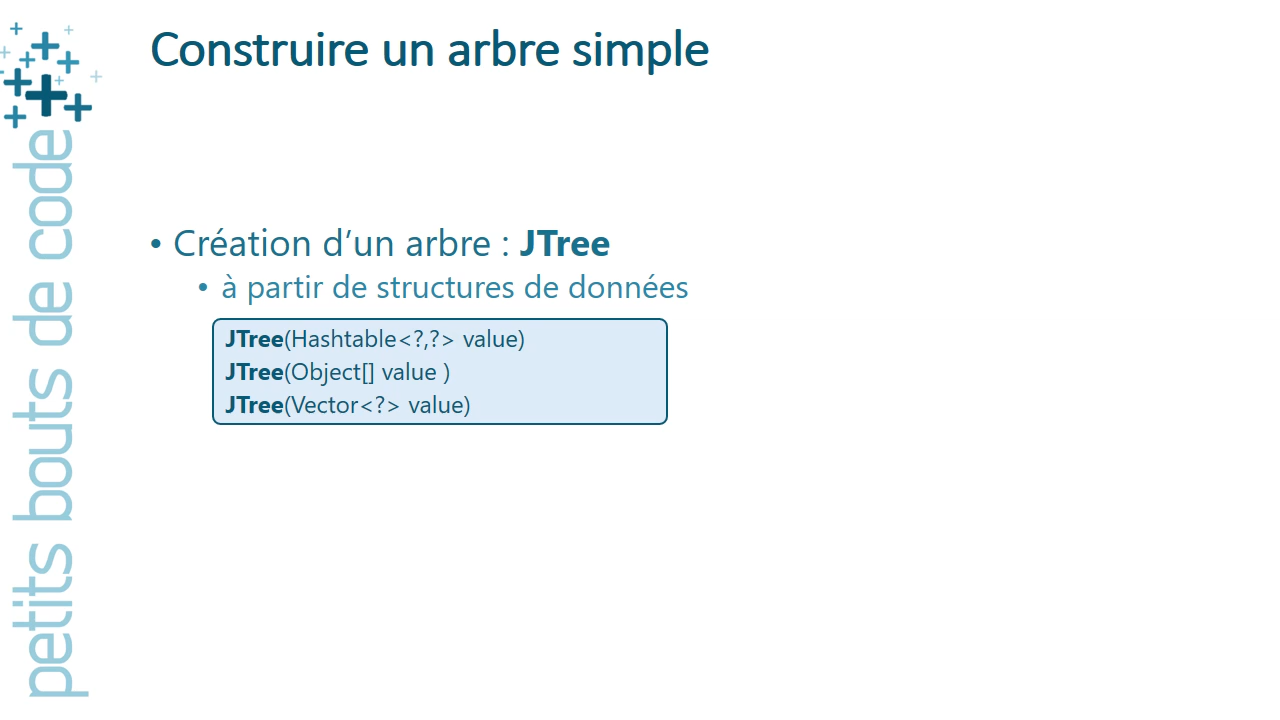 Construire un arbre simple
• Création d’un arbre : JTree
• à partir de structures de données
JTree(Hashtable<?,?> value)
JTree(Object[] value )
JTree(Vector<?> value)
petits bouts de code